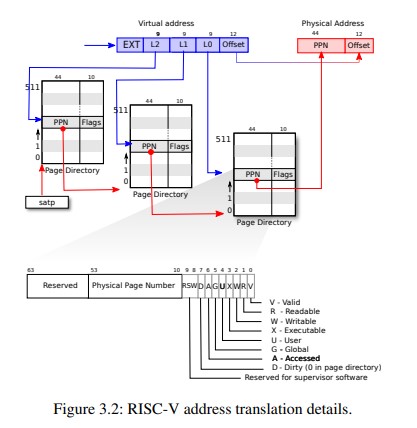 Virtual address
Physical Address
9 9 9 12
EXT L2 L1 L0 Offset
44 12
PPN Offset
44 10
511
PPN Flags
1
0
Page Directory
satp
44 10
511
PPN Flags
1
0
Page Directory
44 10
511
PPN Flags
1
0
Page Directory
63 53 10 9 8 7 6 5 4 3 2 1 0
Reserved Physical Page Number RSW D A G U X W R V
V - Valid
R - Readable
W - Writable
X - Executable
U - User
G - Global
A - Accessed
D - Dirty (0 in page directory)
Reserved for supervisor software
Figure 3.2: RISC-V address translation details.